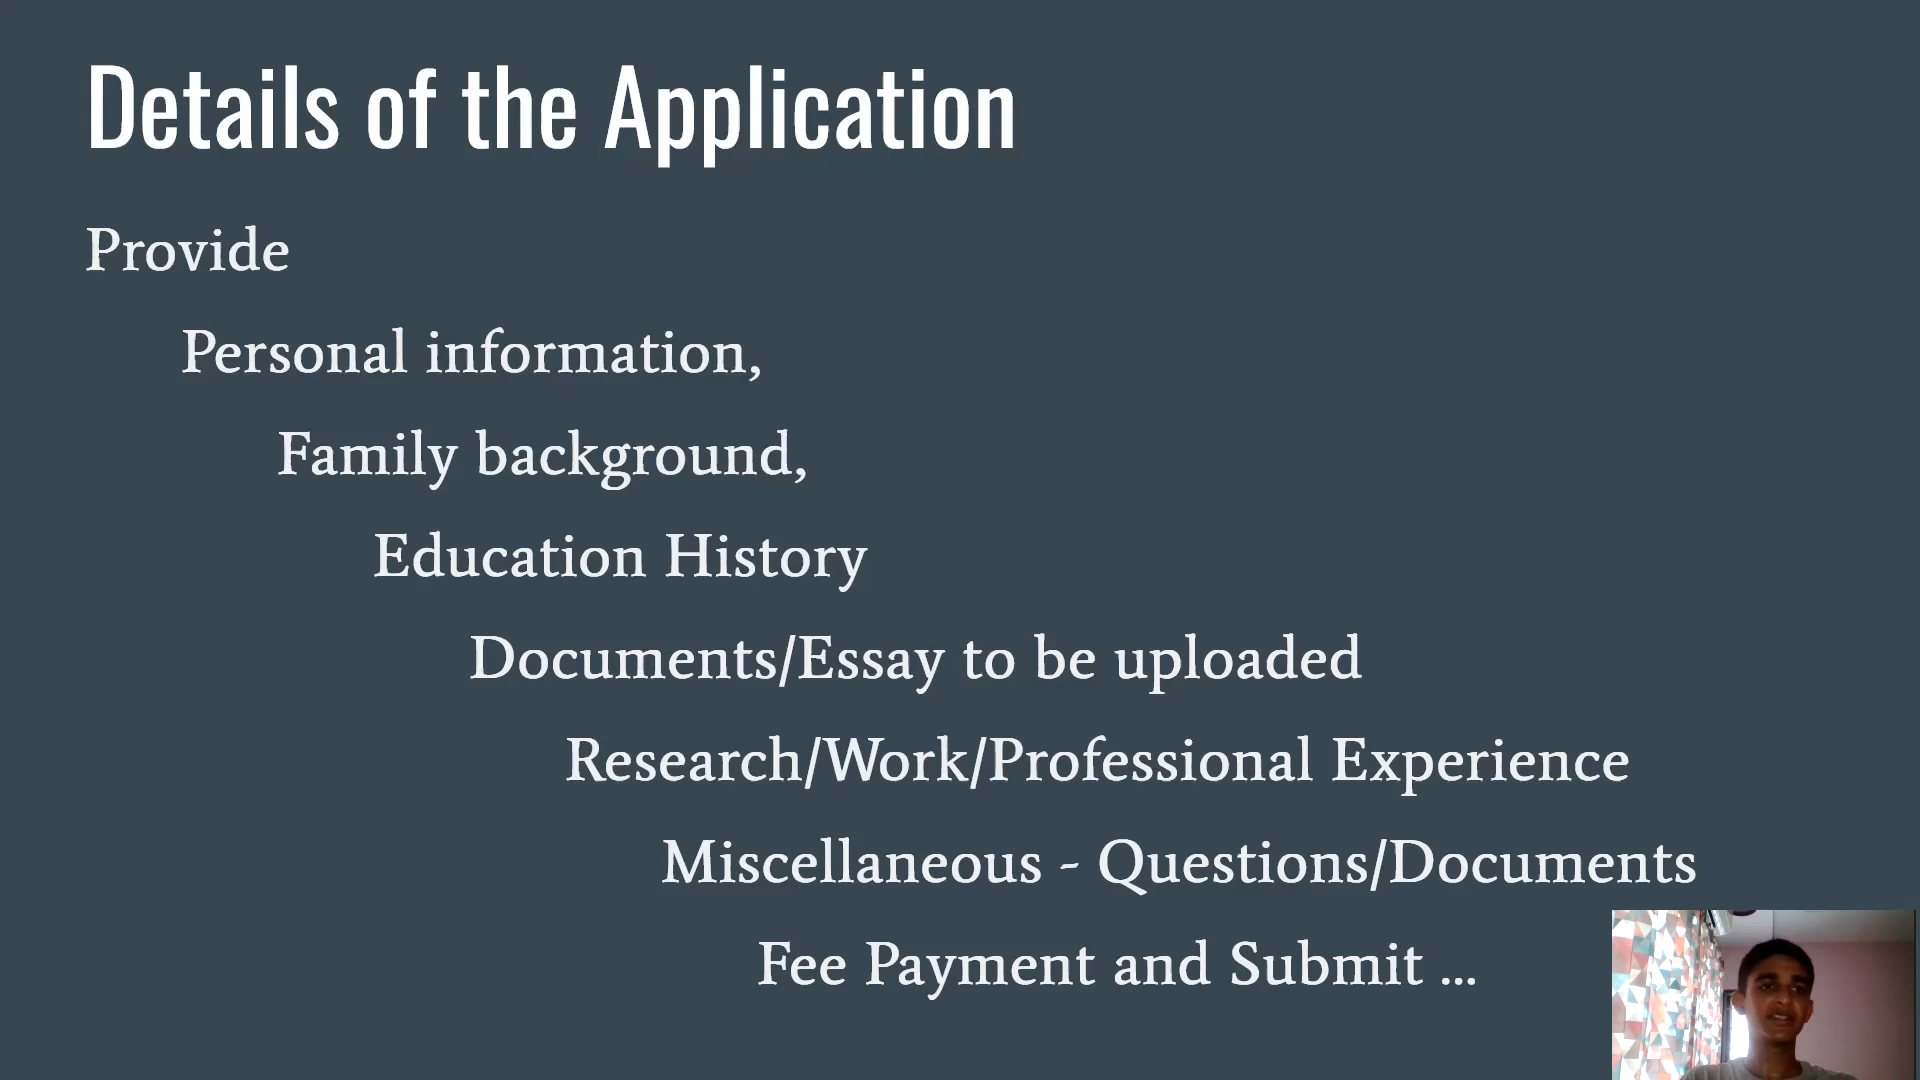 Details of the Application
Provide
Personal information,
Family background,
Education History
Documents/Essay to be uploaded
Research/Work/Professional Experience
Miscellaneous - Questions/Documents
Fee Payment and Submit ...